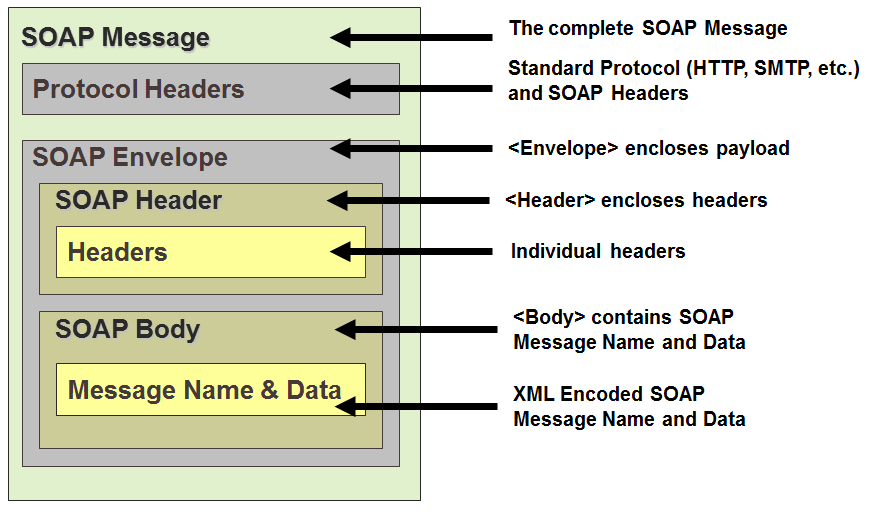 SOAP Message
The complete SOAP Message
Protocol Headers
Standard Protocol (HTTP, SMTP, etc.)
and SOAP Headers
SOAP Envelope
<Envelope> encloses payload
SOAP Header
<Header> encloses headers
Headers
Individual headers
SOAP Body
<Body> contains SOAP
Message Name and Data
Message Name & Data
XML Encoded SOAP
Message Name and Data